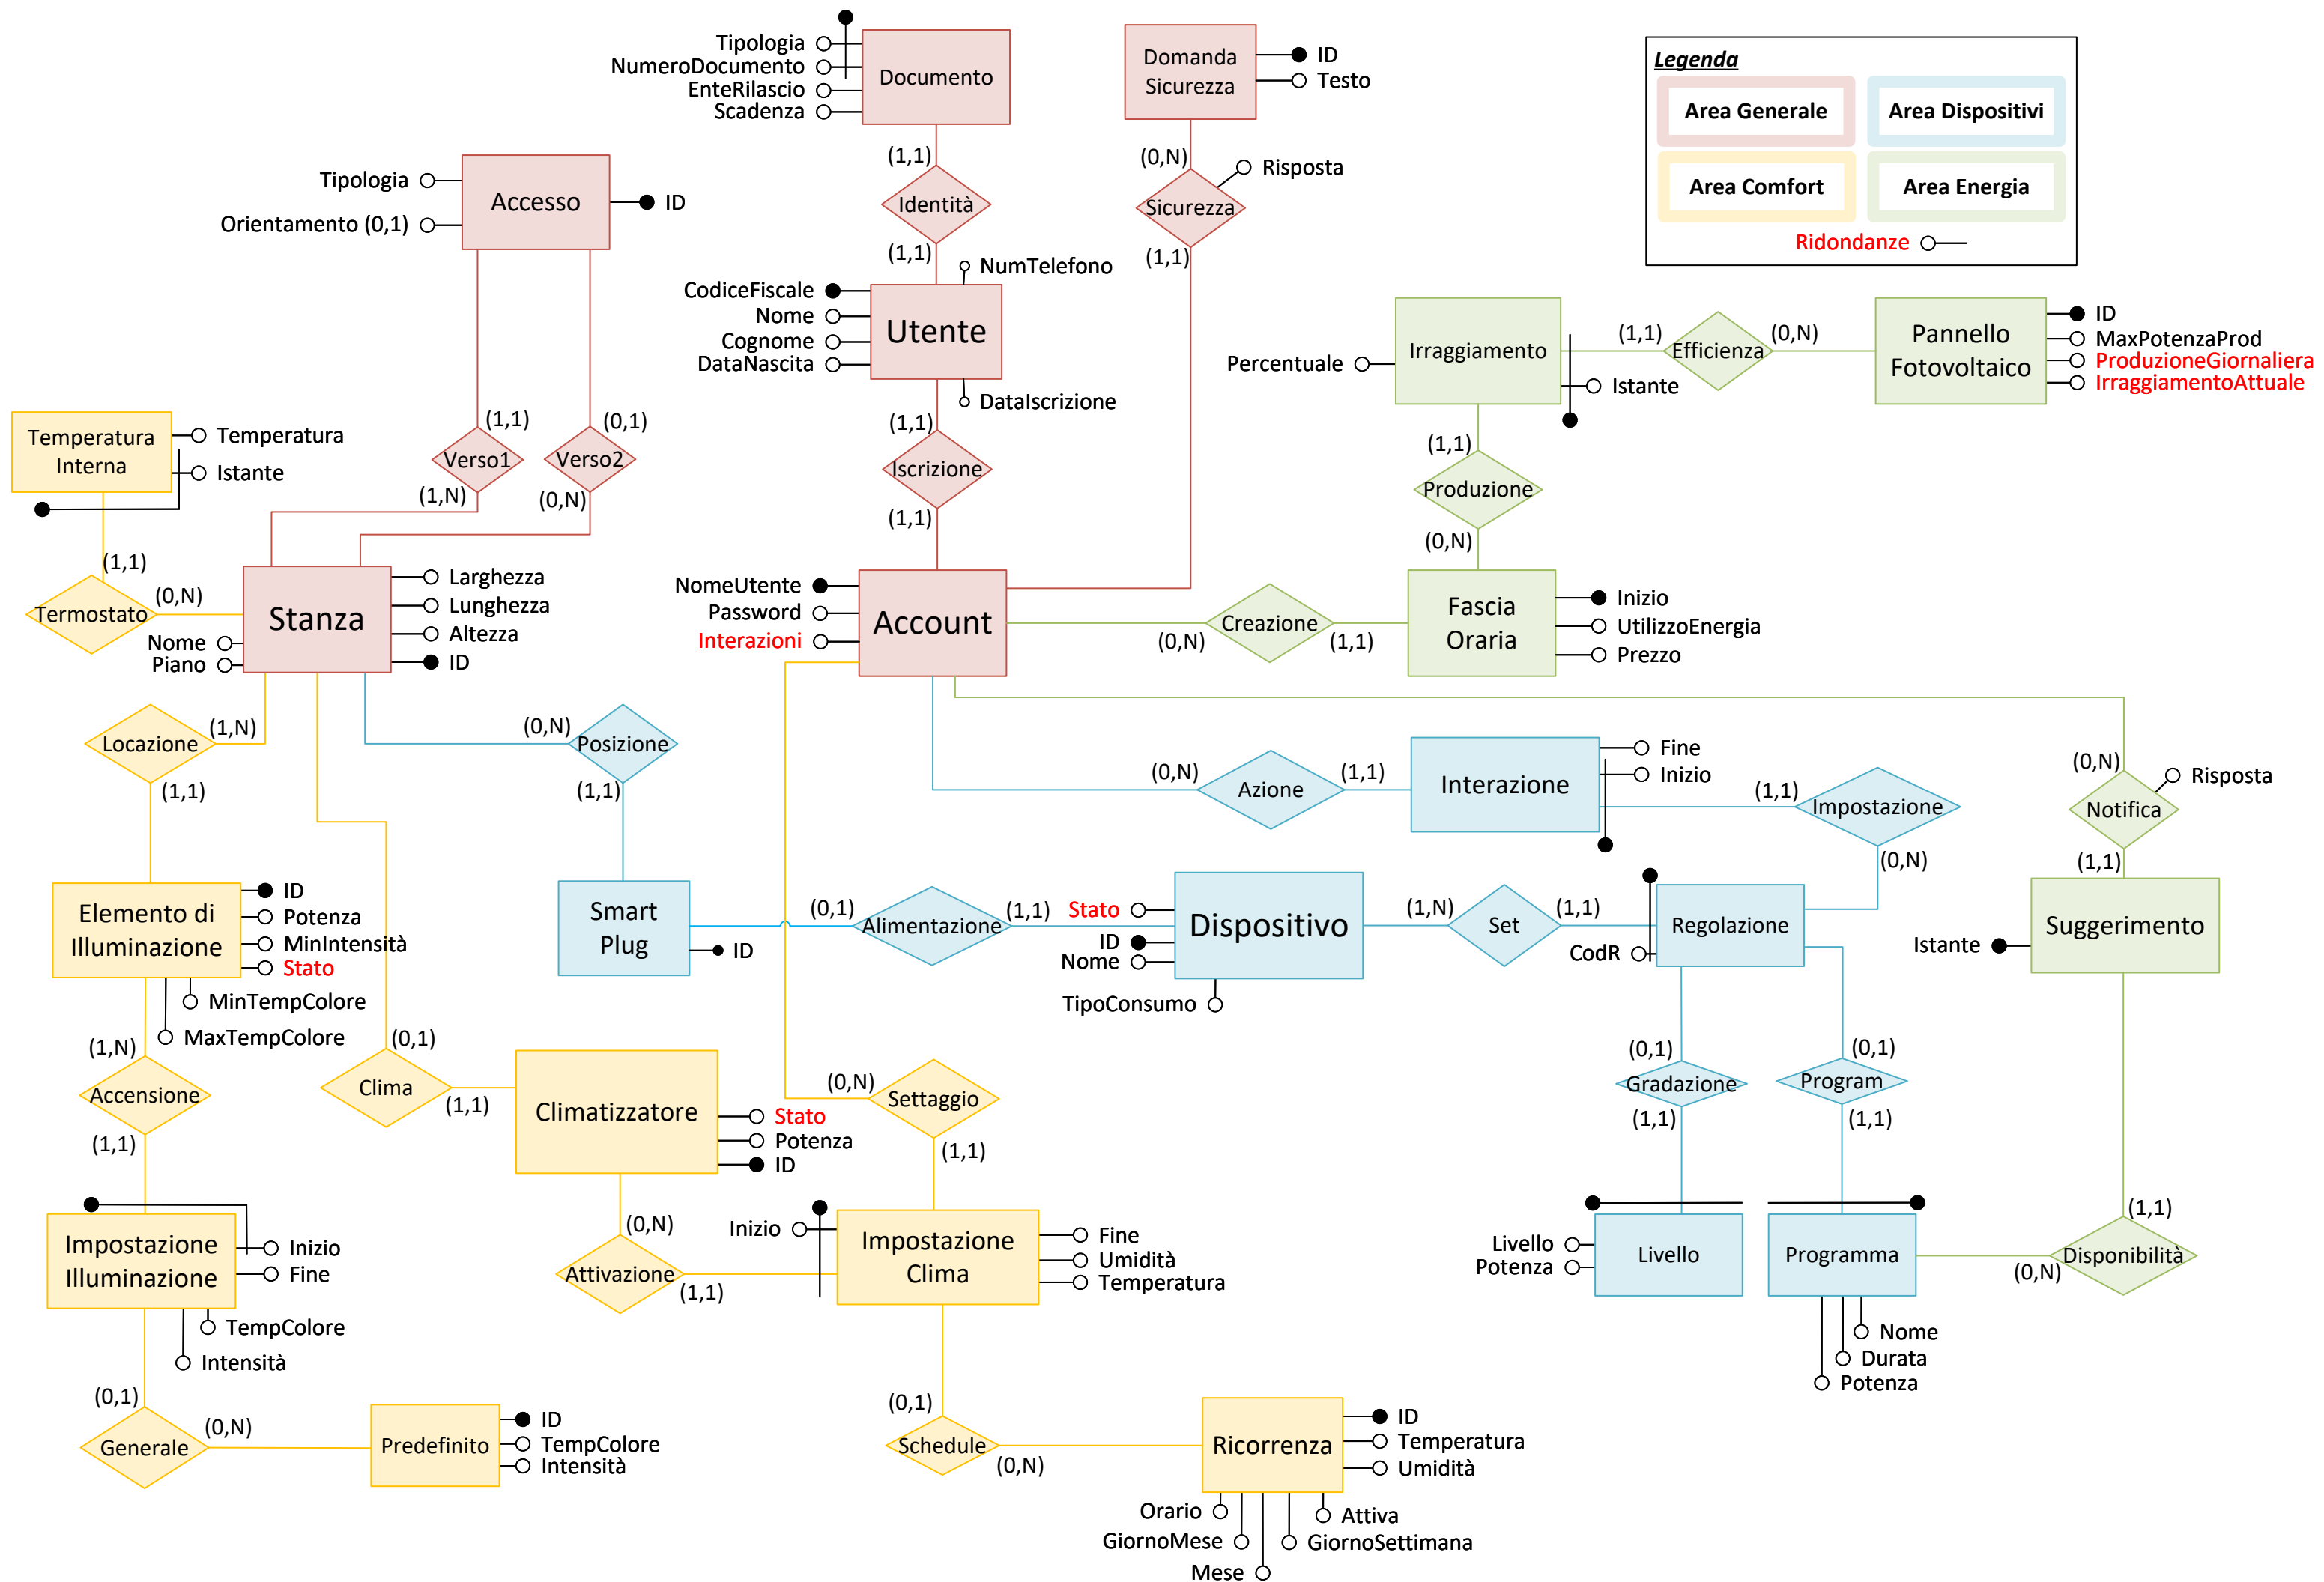 Legenda
Area Generale
Area Dispositivi
Area Comfort
Area Energia
Ridondanze
Tipologia
NumeroDocumento
EnteRilascio
Scadenza
Documento
Domanda
Sicurezza
ID
Testo
(1,1)
Identità
(1,1)
(0,N)
Risposta
Sicurezza
(1,1)
Tipologia
Orientamento (0,1)
Accesso
ID
NumTelefono
CodiceFiscale
Nome
Cognome
DataNascita
Utente
DataIscrizione
Percentuale
Irraggiamento
Istante
(1,1)
Efficienza
(0,N)
Pannello
Fotovoltaico
ID
MaxPotenzaProd
ProduzioneGiornaliera
IrraggiamentoAttuale
Temperatura
Interna
Temperatura
Istante
(1,1)
Verso1
(1,N)
(0,1)
Verso2
(0,N)
(1,1)
Iscrizione
(1,1)
(1,1)
Produzione
(0,N)
(1,1)
Termostato
(0,N)
Nome
Piano
Stanza
Larghezza
Lunghezza
Altezza
ID
NomeUtente
Password
Interazioni
Account
(0,N)
Creazione
(1,1)
Fascia
Oraria
Inizio
UtilizzoEnergia
Prezzo
Locazione
(1,N)
(1,1)
(0,N)
Posizione
(1,1)
(0,N)
Azione
(1,1)
Interazione
Fine
Inizio
(1,1)
Impostazione
(0,N)
(0,N)
Risposta
Notifica
(1,1)
Elemento di
Illuminazione
ID
Potenza
MinIntensità
Stato
MinTempColore
MaxTempColore
Smart
Plug
ID
(0,1)
Alimentazione
(1,1)
Stato
ID
Nome
TipoConsumo
Dispositivo
(1,N)
Set
(1,1)
CodR
Regolazione
Istante
Suggerimento
(1,N)
Accensione
(1,1)
(0,1)
Clima
(1,1)
Climatizzatore
Stato
Potenza
ID
(0,N)
Settaggio
(1,1)
(0,1)
Gradazione
(1,1)
(0,1)
Program
(1,1)
Impostazione
Illuminazione
Inizio
Fine
TempColore
Intensità
(0,N)
Attivazione
(1,1)
Inizio
Impostazione
Clima
Fine
Umidità
Temperatura
Livello
Potenza
Livello
Programma
Nome
Durata
Potenza
(1,1)
Disponibilità
(0,N)
(0,1)
Generale
(0,N)
Predefinito
ID
TempColore
Intensità
(0,1)
Schedule
(0,N)
Ricorrenza
ID
Temperatura
Umidità
Orario
GiornoMese
Mese
GiornoSettimana
Attiva